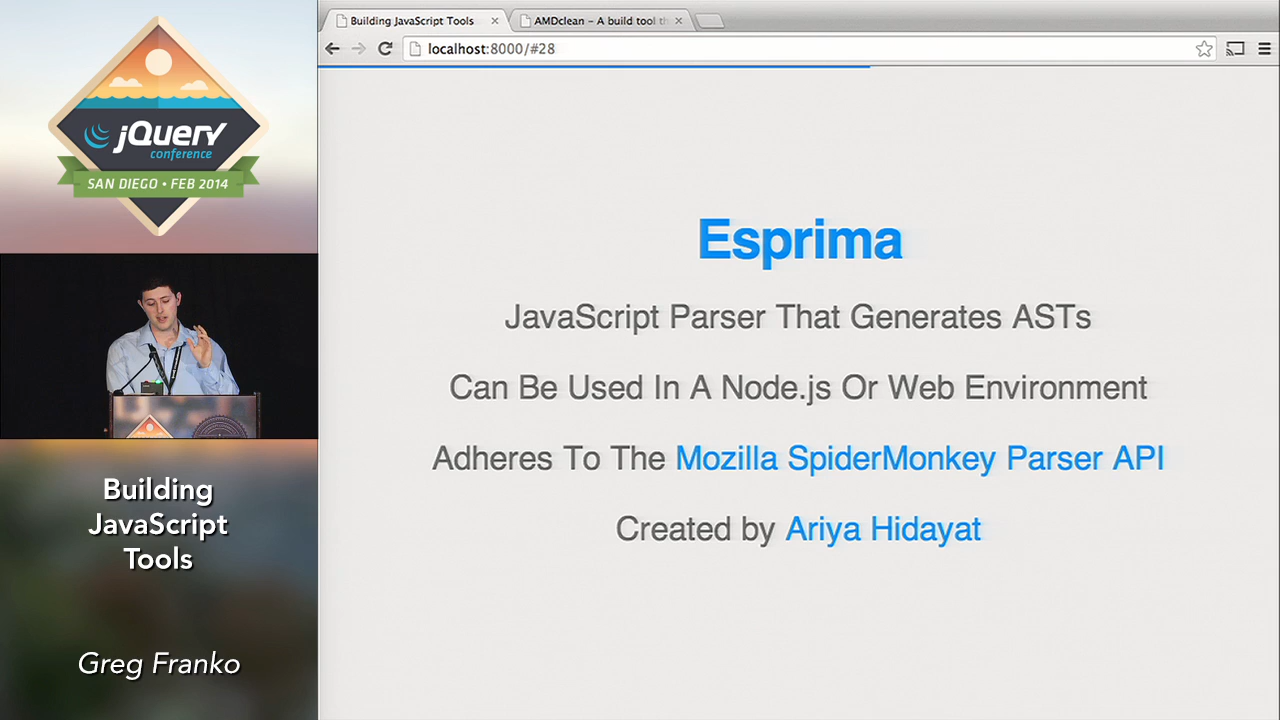 jQuery
conference
SAN DIEGO • FEB 2014
Building
JavaScript
Tools
Greg Franko
Building JavaScript Tools
AMDclean – A build tool th
localhost:8000/#28
Esprima
JavaScript Parser That Generates ASTs
Can Be Used In A Node.js Or Web Environment
Adheres To The Mozilla SpiderMonkey Parser API
Created by Ariya Hidayat